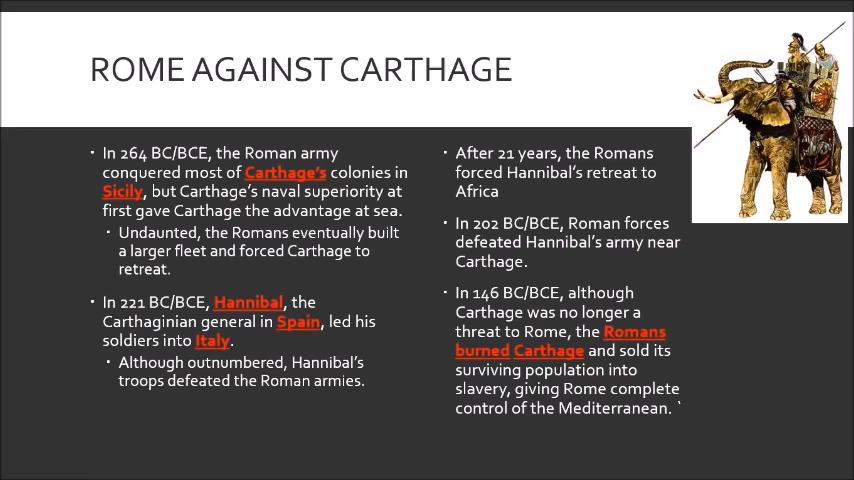 ROME AGAINST CARTHAGE
▪ In 264 BC/BCE, the Roman army
conquered most of Carthage's colonies in
Sicily, but Carthage's naval superiority at
first gave Carthage the advantage at sea.
▪ Undaunted, the Romans eventually built
a larger fleet and forced Carthage to
retreat.
▪ In 221 BC/BCE, Hannibal, the
Carthaginian general in Spain, led his
soldiers into Italy.
▪ Although outnumbered, Hannibal's
troops defeated the Roman armies.
▪ After 21 years, the Romans
forced Hannibal's retreat to
Africa
▪ In 202 BC/BCE, Roman forces
defeated Hannibal's army near
Carthage.
▪ In 146 BC/BCE, although
Carthage was no longer a
threat to Rome, the Romans
burned Carthage and sold its
surviving population into
slavery, giving Rome complete
control of the Mediterranean. `